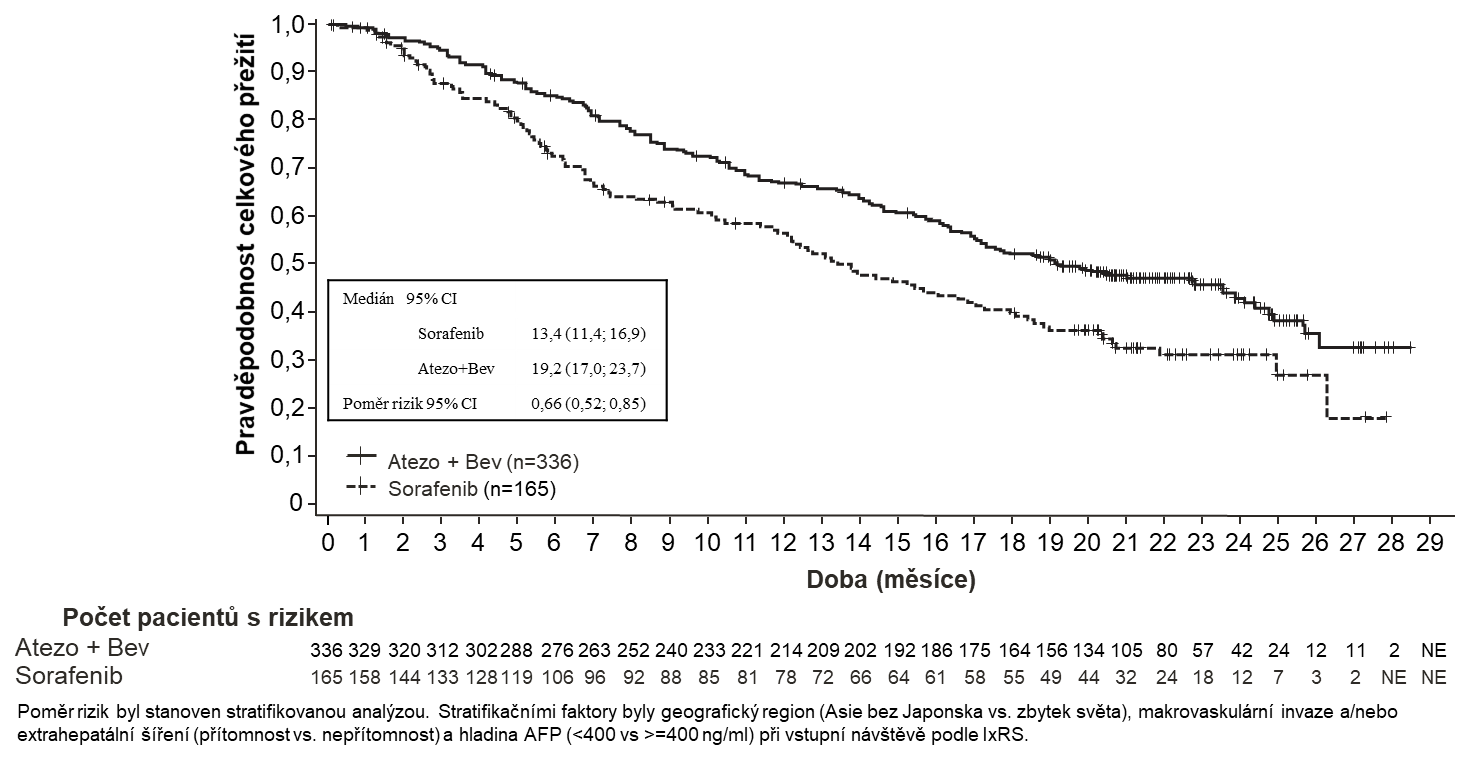 Pravděpodobnost celkového přežití
1,0
0,9
0,8
0,7
0,6
0,5
0,4
0,3
0,2
0,1
0
Medián 95% CI
Sorafenib 13,4 (11,4; 16,9)
Atezo+Bev 19,2 (17,0; 23,7)
Poměr rizik 95% CI 0,66 (0,52; 0,85)
Atezo + Bev (n=336)
Sorafenib (n=165)
0 1 2 3 4 5 6 7 8 9 10 11 12 13 14 15 16 17 18 19 20 21 22 23 24 25 26 27 28 29
Doba (měsíce)
Počet pacientů s rizikem
Atezo + Bev 336 329 320 312 302 288 276 263 252 240 233 221 214 209 202 192 186 175 164 156 134 105 80 57 42 24 12 11 2 NE
Sorafenib 165 158 144 133 128 119 106 96 92 88 85 81 78 72 66 64 61 58 55 49 44 32 24 18 12 7 3 2 NE NE
Poměr rizik byl stanoven stratifikovanou analýzou. Stratifikačními faktory byly geografický region (Asie bez Japonska vs. zbytek světa), makrovaskulární invaze a/nebo
extrahepatální šíření (přítomnost vs. nepřítomnost) a hladina AFP (<400 vs >=400 ng/ml) při vstupní návštěvě podle IxRS.